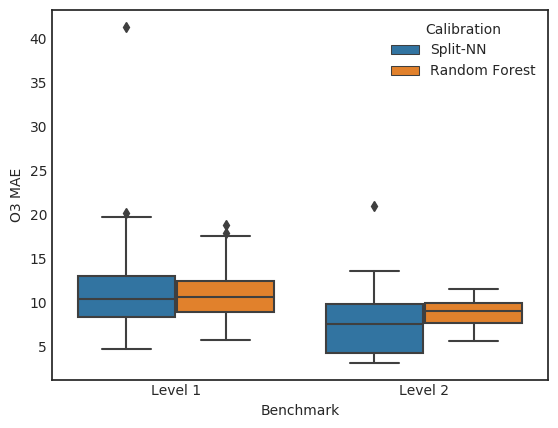 Calibration
Split-NN
Random Forest
O3 MAE
40
35
30
25
20
15
10
5
Level 1
Level 2
Benchmark